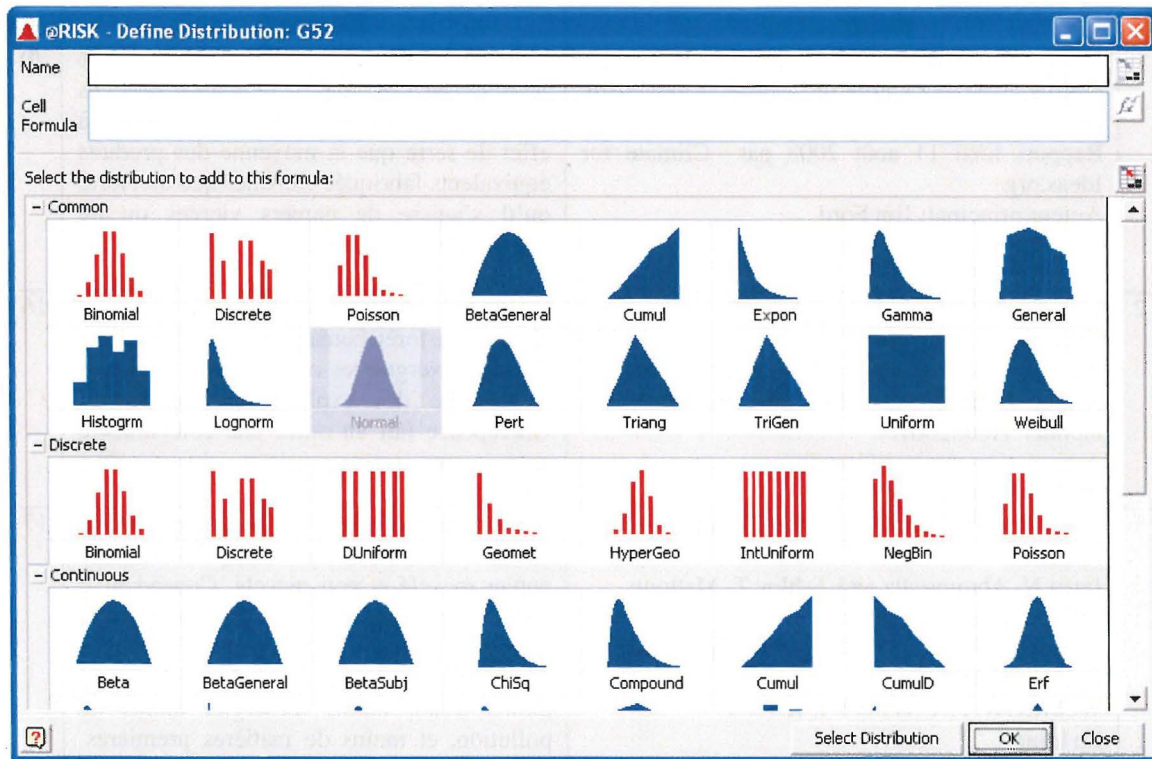 @RISK - Define Distribution: G52
Name
Cell
Formula
Select the distribution to add to this formula:
Common
Binomial Discrete Poisson BetaGeneral Cumul Expon Gamma General
Histogrm Lognorm Normal Pert Triang TriGen Uniform Weibull
Discrete
Binomial Discrete DUniform Geomet HyperGeo IntUniform NegBin Poisson
Continuous
Beta BetaGeneral BetaSubj ChiSq Compound Cumul CumulD Erf
Select Distribution OK Close